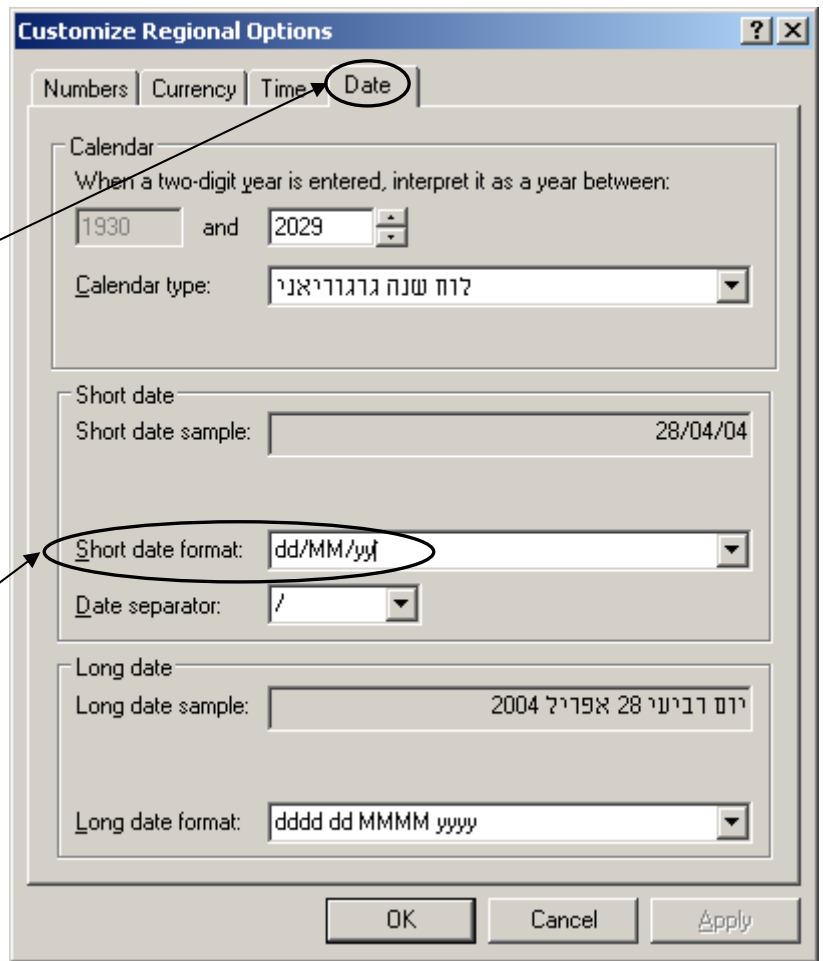 Customize Regional Options
Numbers Currency Time Date
Calendar
When a two-digit year is entered, interpret it as a year between:
1930 and 2029
Calendar type: לוח שנה גרגוריאני
Short date
Short date sample: 28/04/04
Short date format: dd/MM/yy
Date separator: /
Long date
Long date sample: יום רביעי 28 אפריל 2004
Long date format: dddd dd MMMM yyyy
OK Cancel Apply